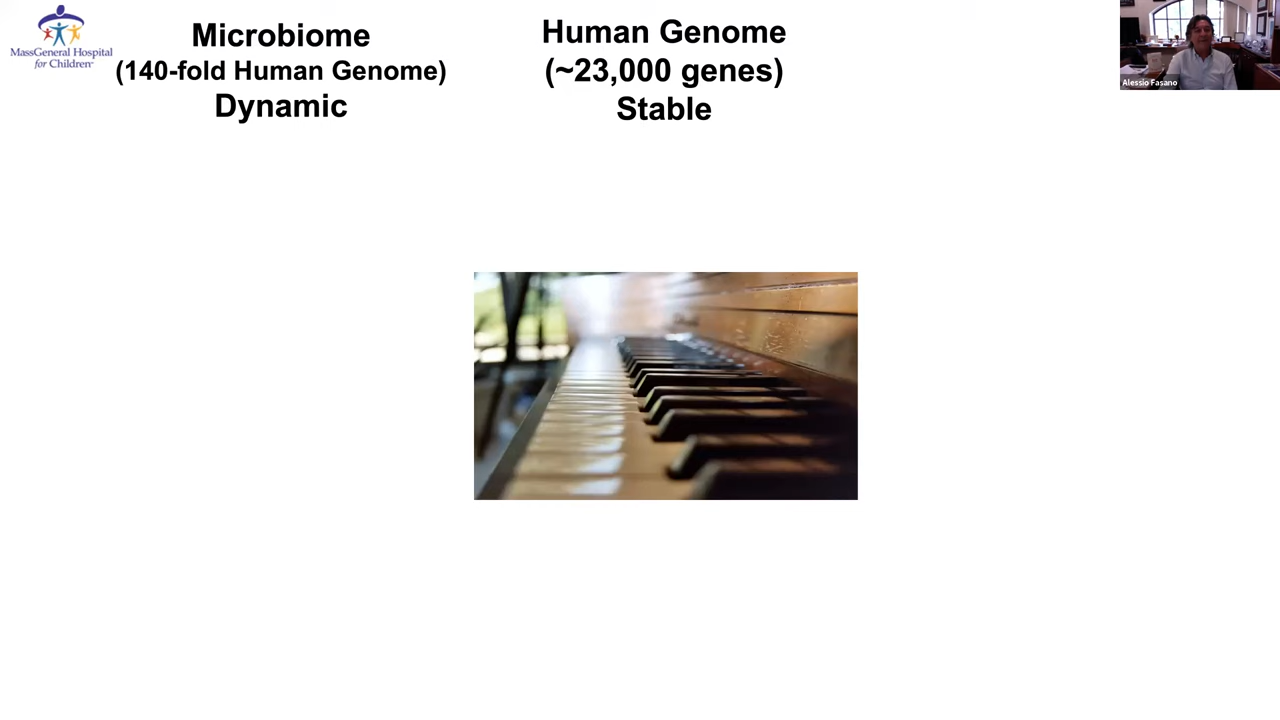 MassGeneral Hospital
for Children
Microbiome
(140-fold Human Genome)
Dynamic
Human Genome
(~23,000 genes)
Stable
Alessio Fasano